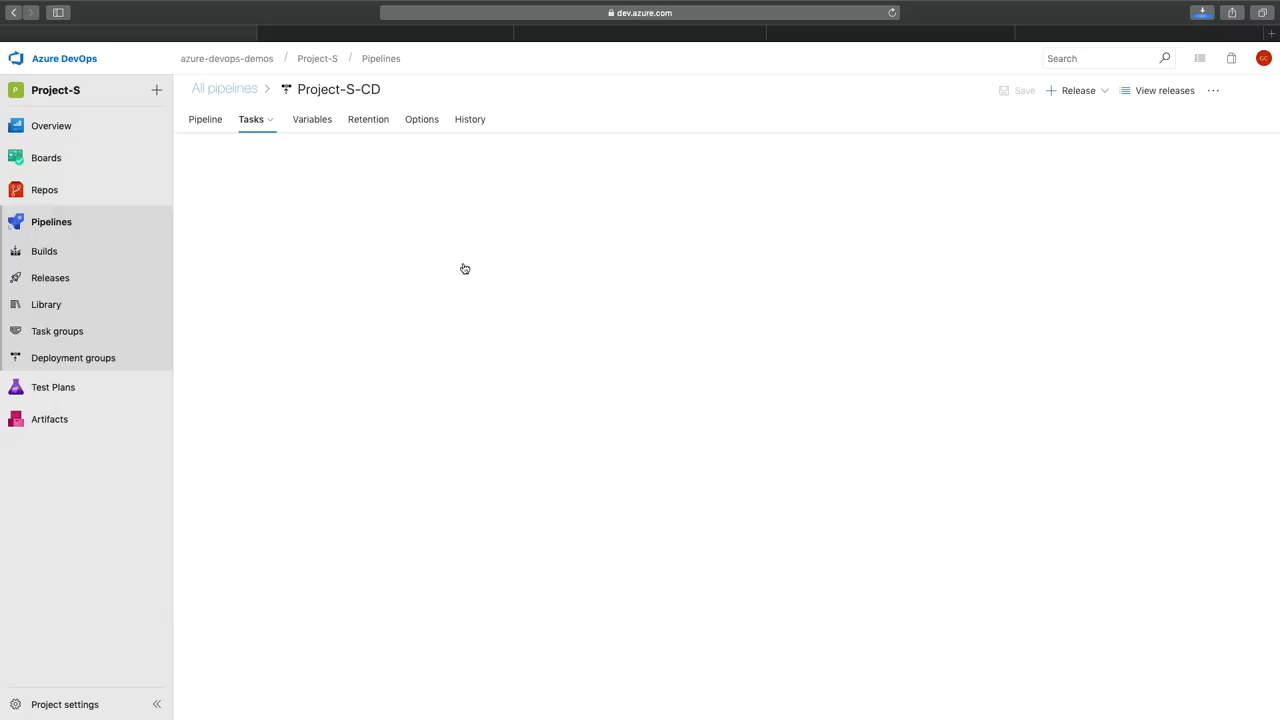 dev.azure.com
Azure DevOps
azure-devops-demos / Project-S / Pipelines
Search
GC
P Project-S
All pipelines > Project-S-CD
Save
Release
View releases
Pipeline
Tasks
Variables
Retention
Options
History
Overview
Boards
Repos
Pipelines
Builds
Releases
Library
Task groups
Deployment groups
Test Plans
Artifacts
Project settings